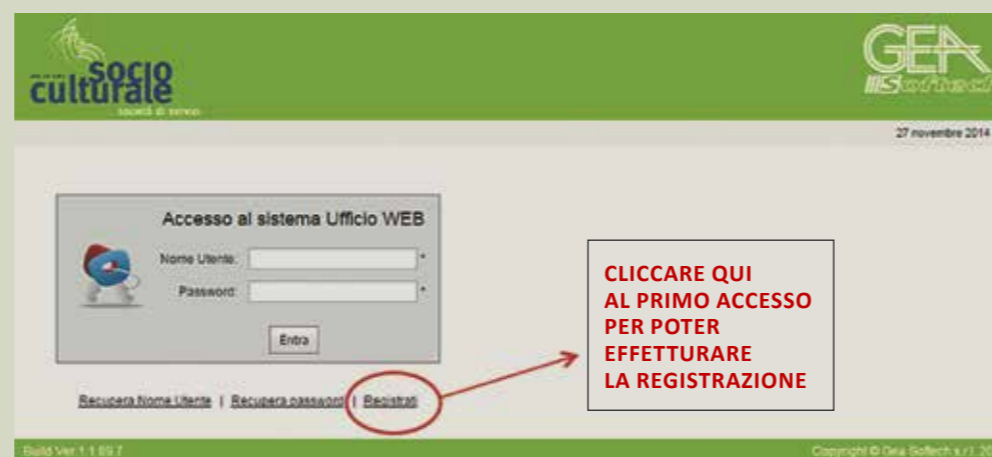 socio
culturale
società di servizi
GEA
Softech
27 novembre 2014
Accesso al sistema Ufficio WEB
Nome Utente: *
Password: *
Entra
CLICCARE QUI
AL PRIMO ACCESSO
PER POTER
EFFETTURARE
LA REGISTRAZIONE
Recupera Nome Utente | Recupera password | Registrati
Build Ver 1.1.69.7
Copyright © Gea Softech s.r.l. 20